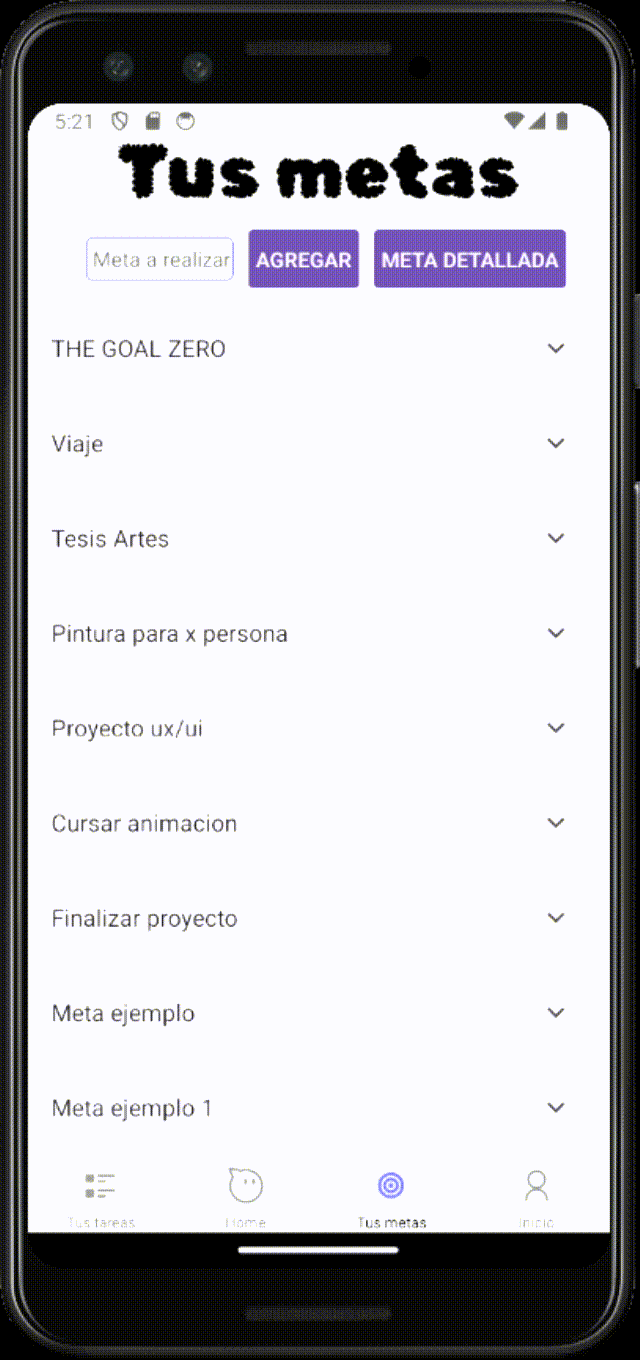 5:21
Tus metas
Meta a realizar
AGREGAR
META DETALLADA
THE GOAL ZERO
Viaje
Tesis Artes
Pintura para x persona
Proyecto ux/ui
Cursar animacion
Finalizar proyecto
Meta ejemplo
Meta ejemplo 1
Tus tareas
Home
Tus metas
Inicio